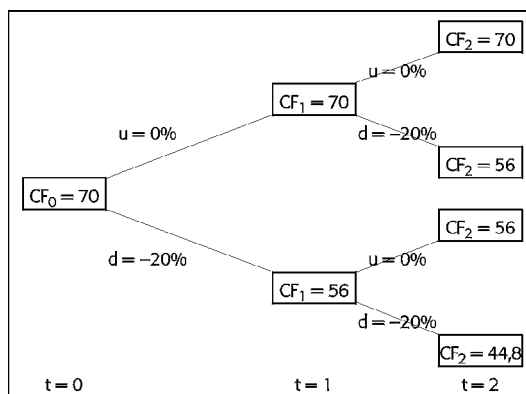 CF₂ = 70
u = 0%
CF₁ = 70
u = 0%
d = −20%
CF₂ = 56
CF₀ = 70
CF₂ = 56
u = 0%
d = −20%
CF₁ = 56
d = −20%
CF₂ = 44,8
t = 0 t = 1 t = 2